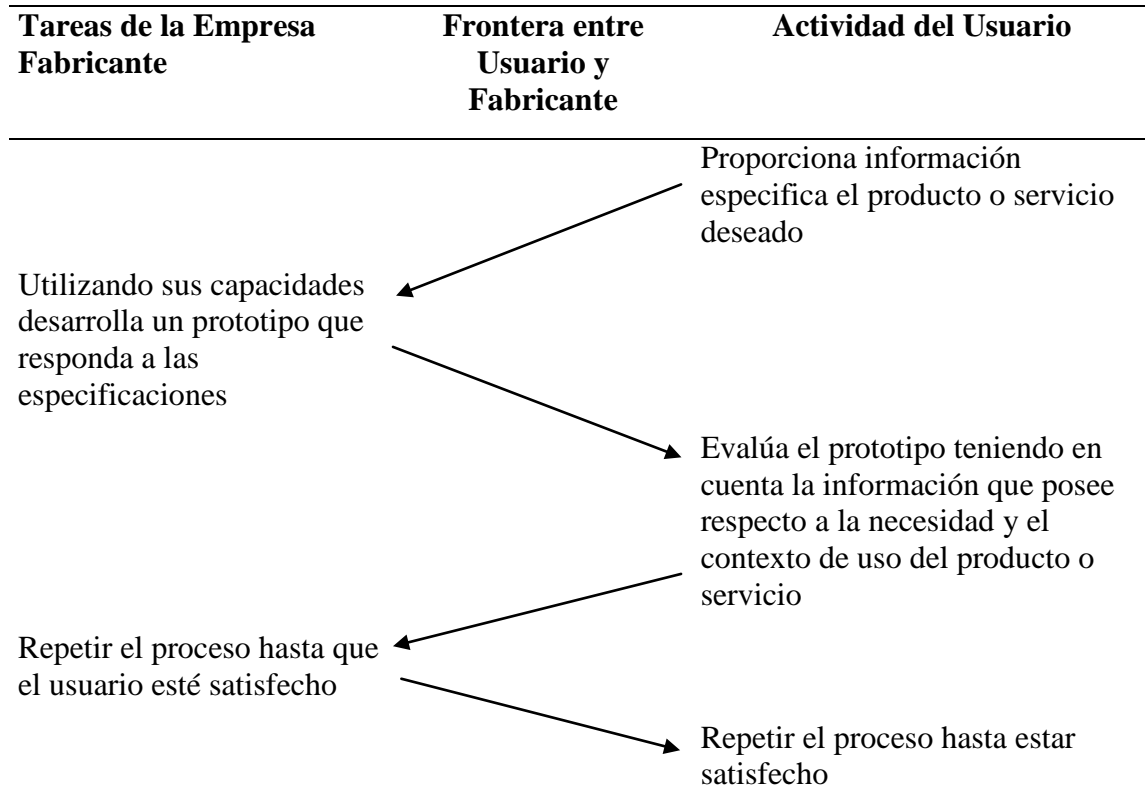 Tareas de la Empresa
Fabricante
Frontera entre
Usuario y
Fabricante
Actividad del Usuario
Proporciona información
especifica el producto o servicio
deseado
Utilizando sus capacidades
desarrolla un prototipo que
responda a las
especificaciones
Evalúa el prototipo teniendo en
cuenta la información que posee
respecto a la necesidad y el
contexto de uso del producto o
servicio
Repetir el proceso hasta que
el usuario esté satisfecho
Repetir el proceso hasta estar
satisfecho